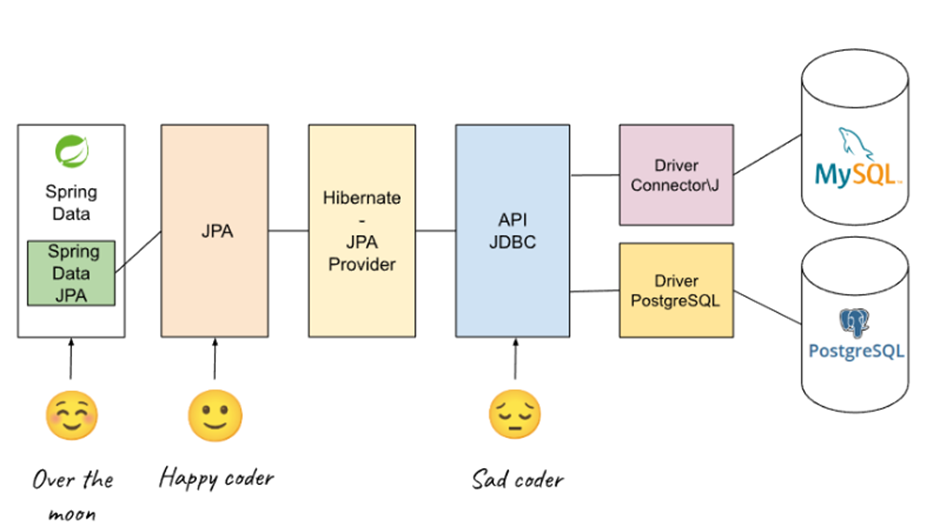 Spring
Data
Spring
Data
JPA
JPA
Hibernate
-
JPA
Provider
API
JDBC
Driver
Connector\J
Driver
PostgreSQL
MySQL™
PostgreSQL
Over the
moon
Happy coder
Sad coder